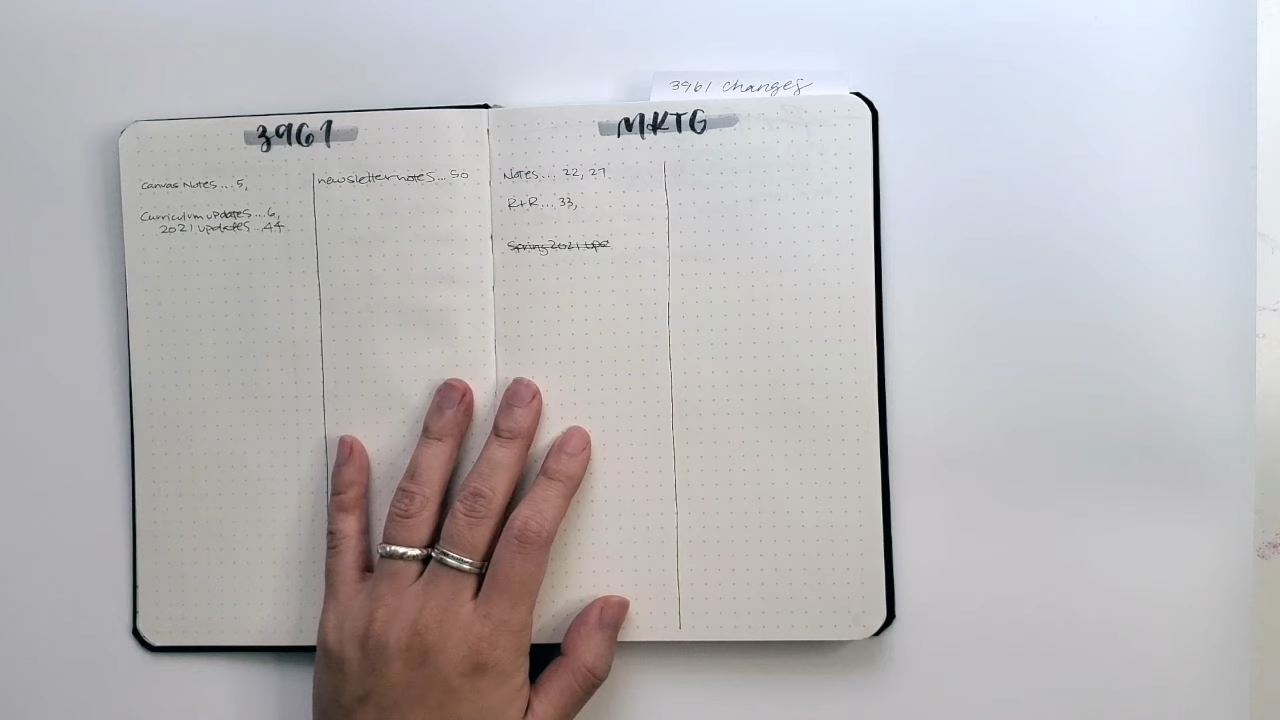 3961 changes
3961
Canvas Notes...5,
Curriculum updates...6,
2021 updates...44
newsletter notes...50
MKTG
Notes...22, 27
R+R...33,
Spring 2021 upd